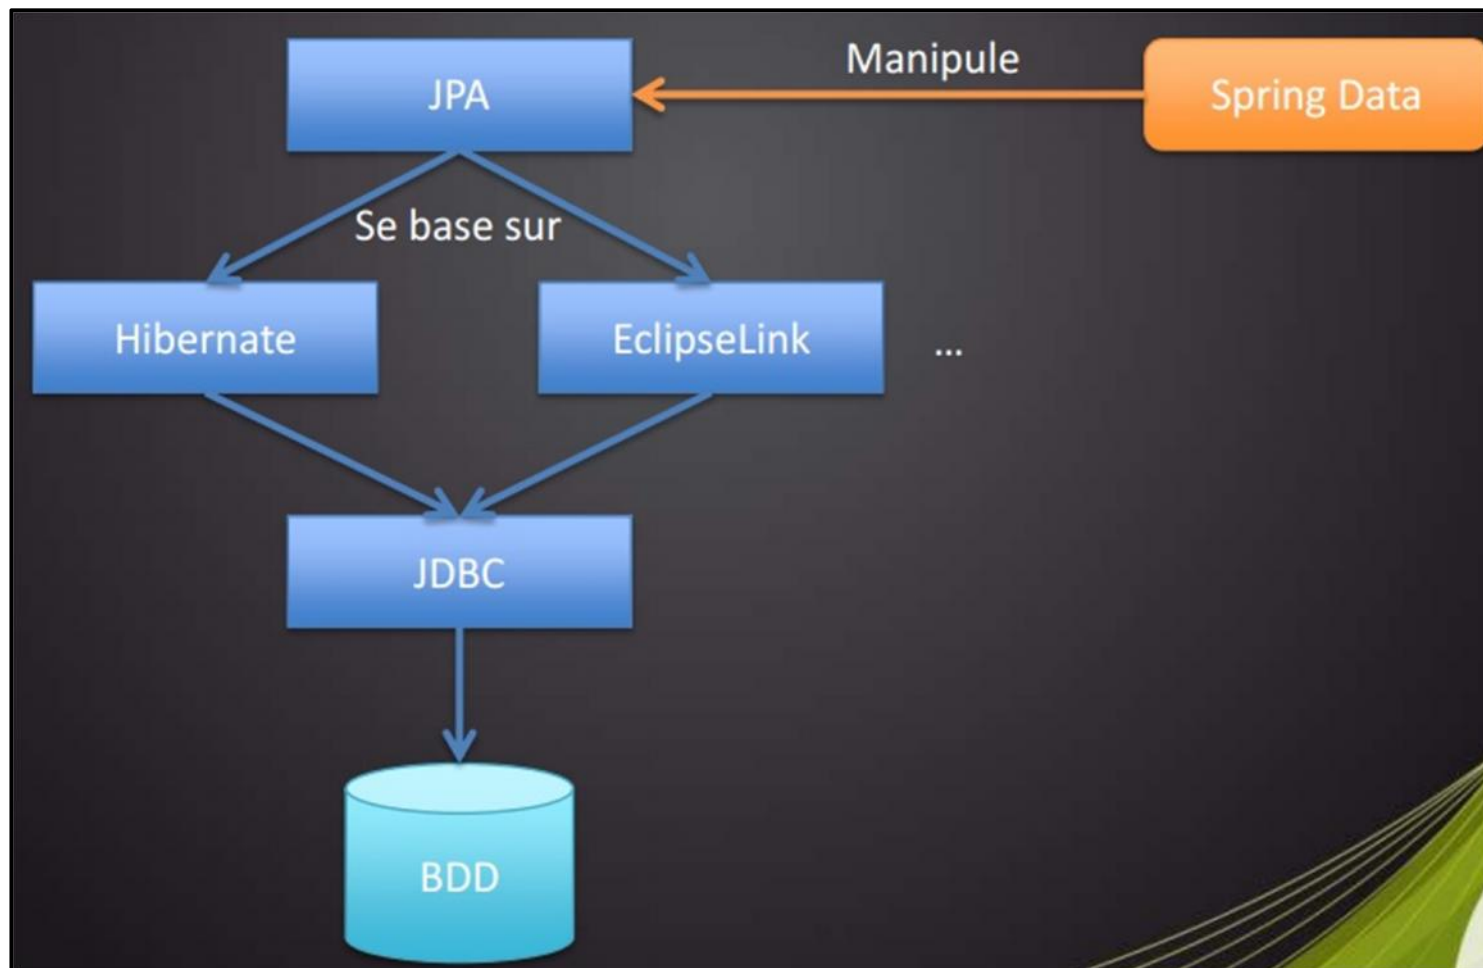 JPA
Manipule
Spring Data
Se base sur
Hibernate
EclipseLink
...
JDBC
BDD